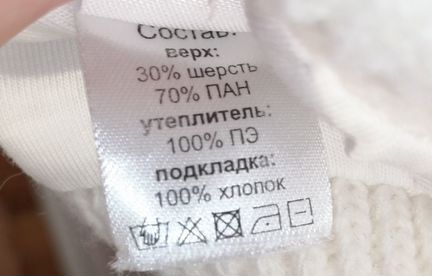 Состав:
верх:
30% шерсть
70% ПАН
утеплитель:
100% ПЭ
подкладка:
100% хлопок